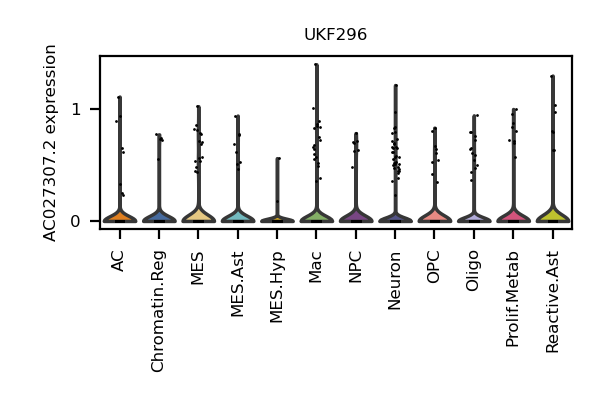 UKF296
AC027307.2 expression
1
0
AC
Chromatin.Reg
MES
MES.Ast
MES.Hyp
Mac
NPC
Neuron
OPC
Oligo
Prolif.Metab
Reactive.Ast